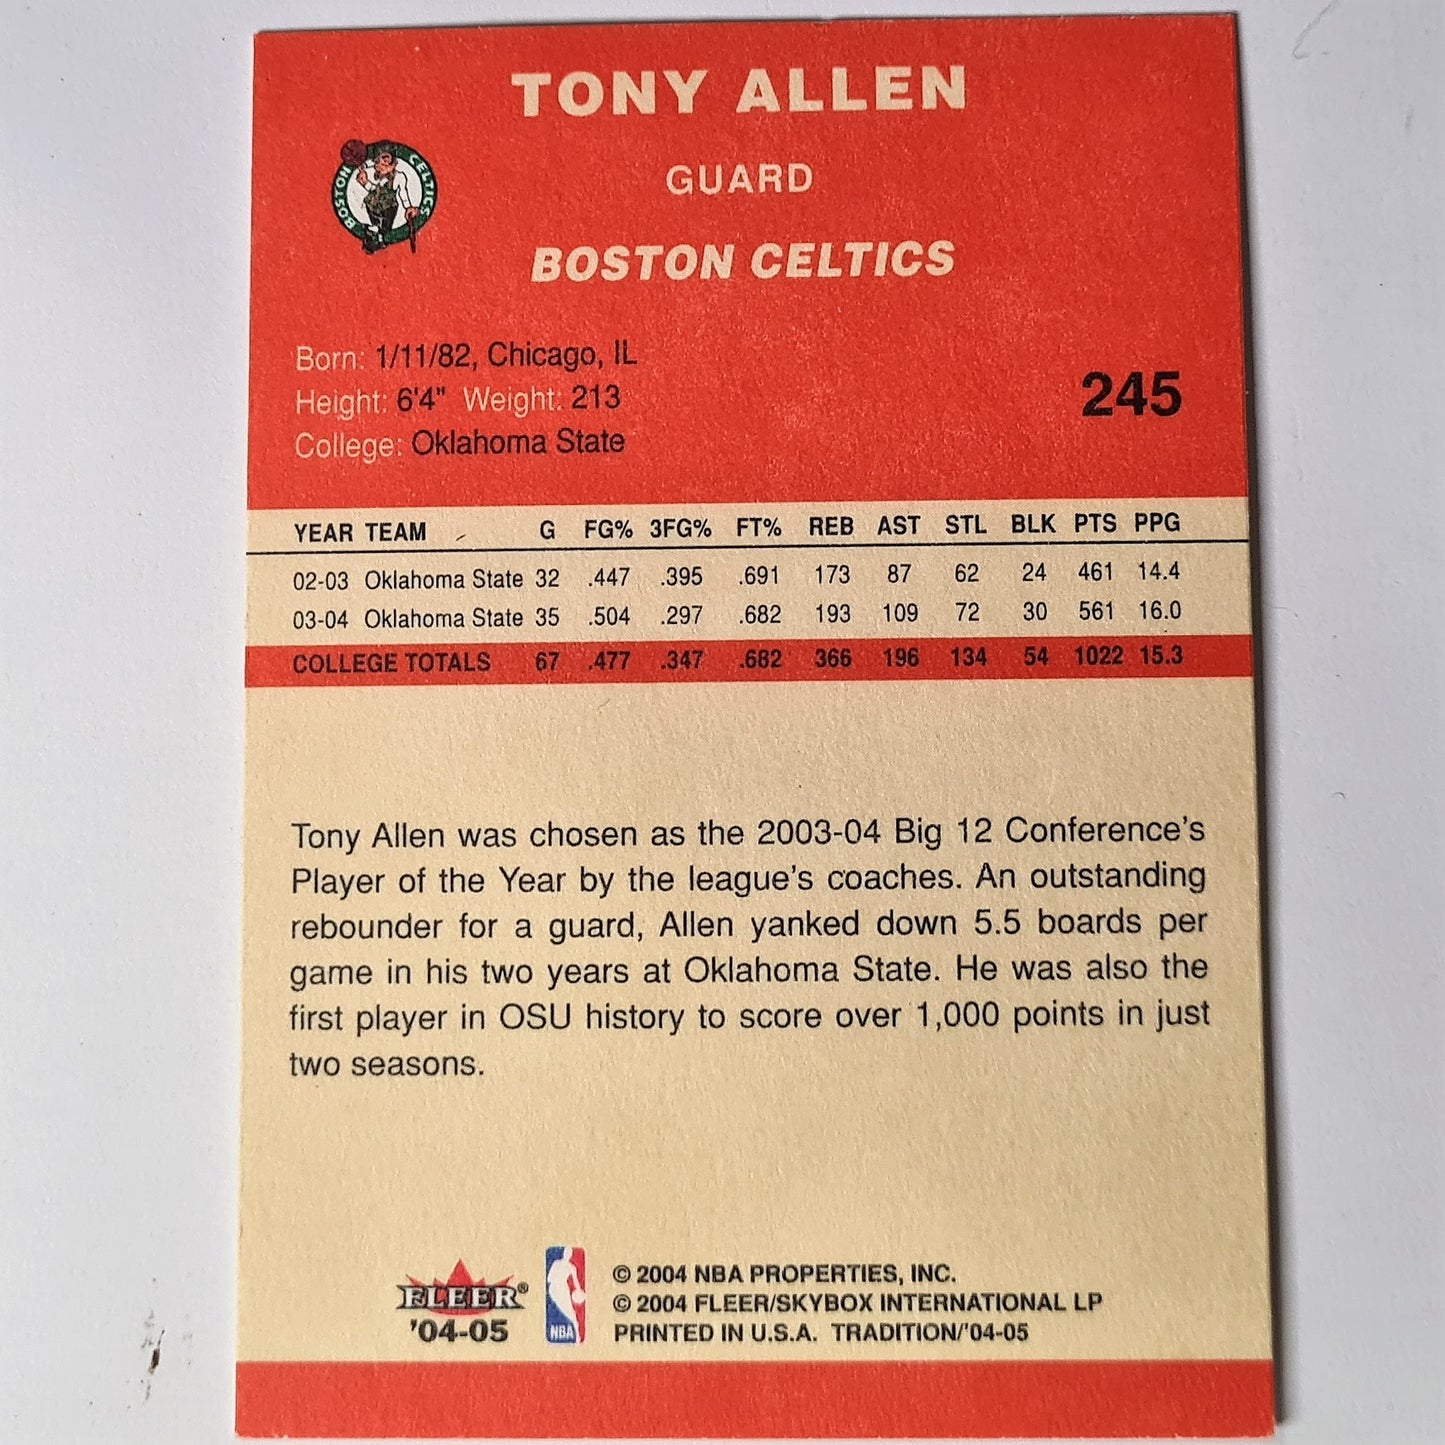 TONY ALLEN
GUARD
BOSTON CELTICS
BOSTON CELTICS
Born: 1/11/82, Chicago, IL
Height: 6'4" Weight: 213
College: Oklahoma State
245
YEAR TEAM G FG% 3FG% FT% REB AST STL BLK PTS PPG
02-03 Oklahoma State 32 .447 .395 .691 173 87 62 24 461 14.4
03-04 Oklahoma State 35 .504 .297 .682 193 109 72 30 561 16.0
COLLEGE TOTALS 67 .477 .347 .682 366 196 134 54 1022 15.3
Tony Allen was chosen as the 2003-04 Big 12 Conference's
Player of the Year by the league's coaches. An outstanding
rebounder for a guard, Allen yanked down 5.5 boards per
game in his two years at Oklahoma State. He was also the
first player in OSU history to score over 1,000 points in just
two seasons.
FLEER®
'04-05
NBA
© 2004 NBA PROPERTIES, INC.
© 2004 FLEER/SKYBOX INTERNATIONAL LP
PRINTED IN U.S.A. TRADITION/'04-05